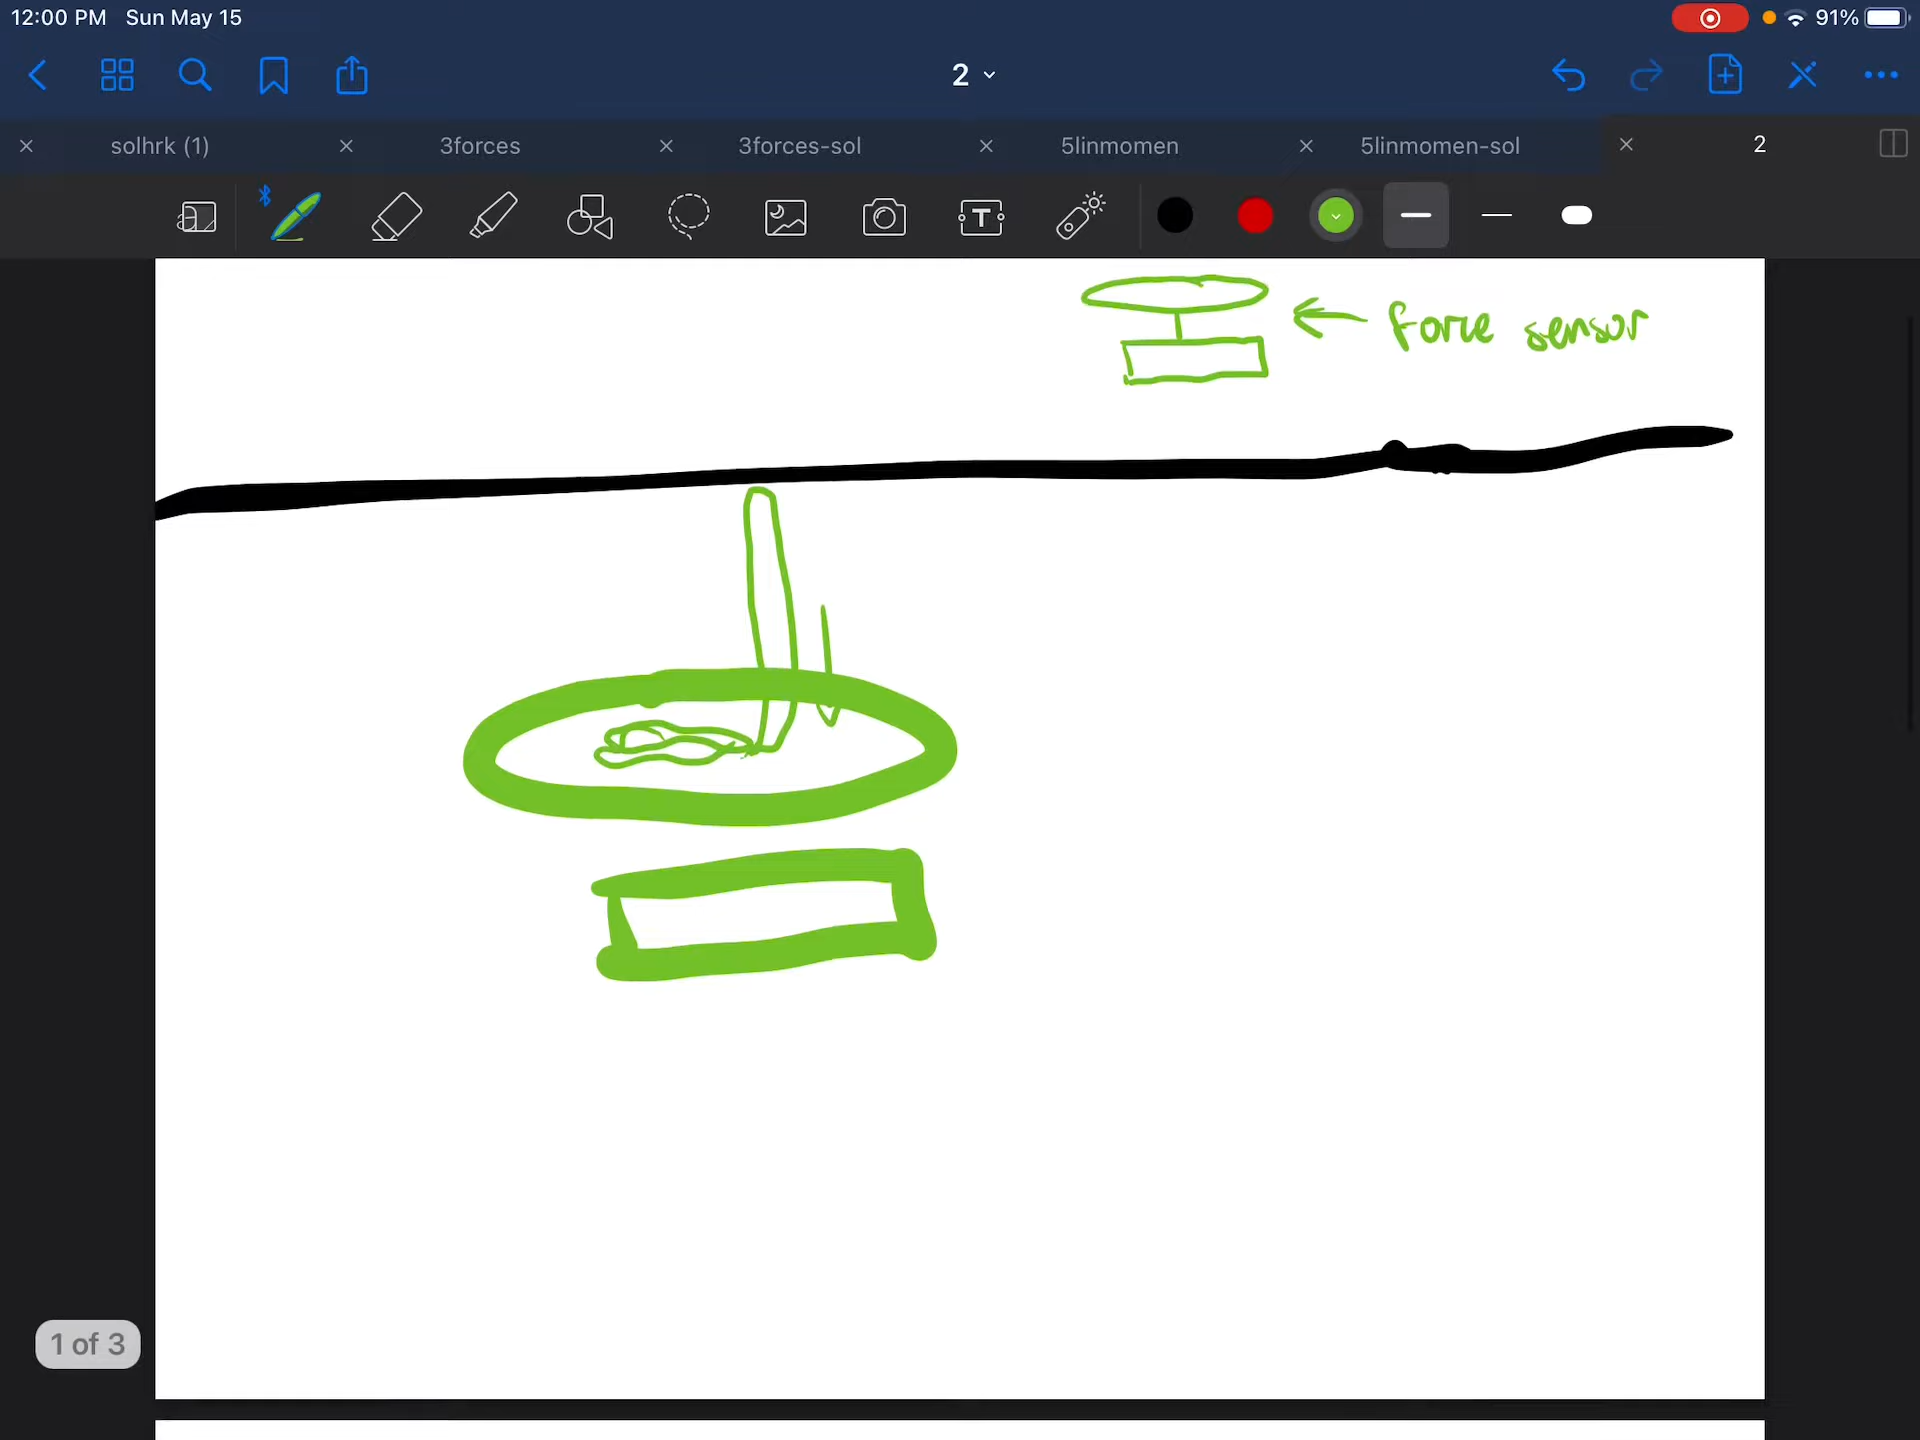 12:00 PM Sun May 15
91%
2
solhrk (1)
3forces
3forces-sol
5linmomen
5linmomen-sol
2
a
T
force sensor
1 of 3